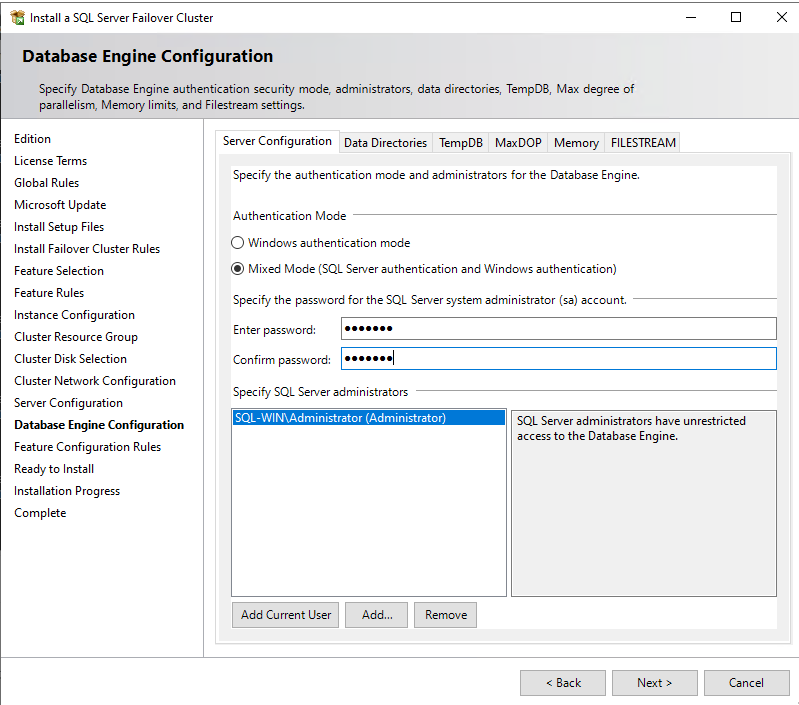 Install a SQL Server Failover Cluster
Database Engine Configuration
Specify Database Engine authentication security mode, administrators, data directories, TempDB, Max degree of
parallelism, Memory limits, and Filestream settings.
Edition
License Terms
Global Rules
Microsoft Update
Install Setup Files
Install Failover Cluster Rules
Feature Selection
Feature Rules
Instance Configuration
Cluster Resource Group
Cluster Disk Selection
Cluster Network Configuration
Server Configuration
Database Engine Configuration
Feature Configuration Rules
Ready to Install
Installation Progress
Complete
Server Configuration Data Directories TempDB MaxDOP Memory FILESTREAM
Specify the authentication mode and administrators for the Database Engine.
Authentication Mode
Windows authentication mode
Mixed Mode (SQL Server authentication and Windows authentication)
Specify the password for the SQL Server system administrator (sa) account.
Enter password: ●●●●●●●
Confirm password: ●●●●●●●
Specify SQL Server administrators
SQL-WIN\Administrator (Administrator)
SQL Server administrators have unrestricted
access to the Database Engine.
Add Current User Add... Remove
< Back Next > Cancel